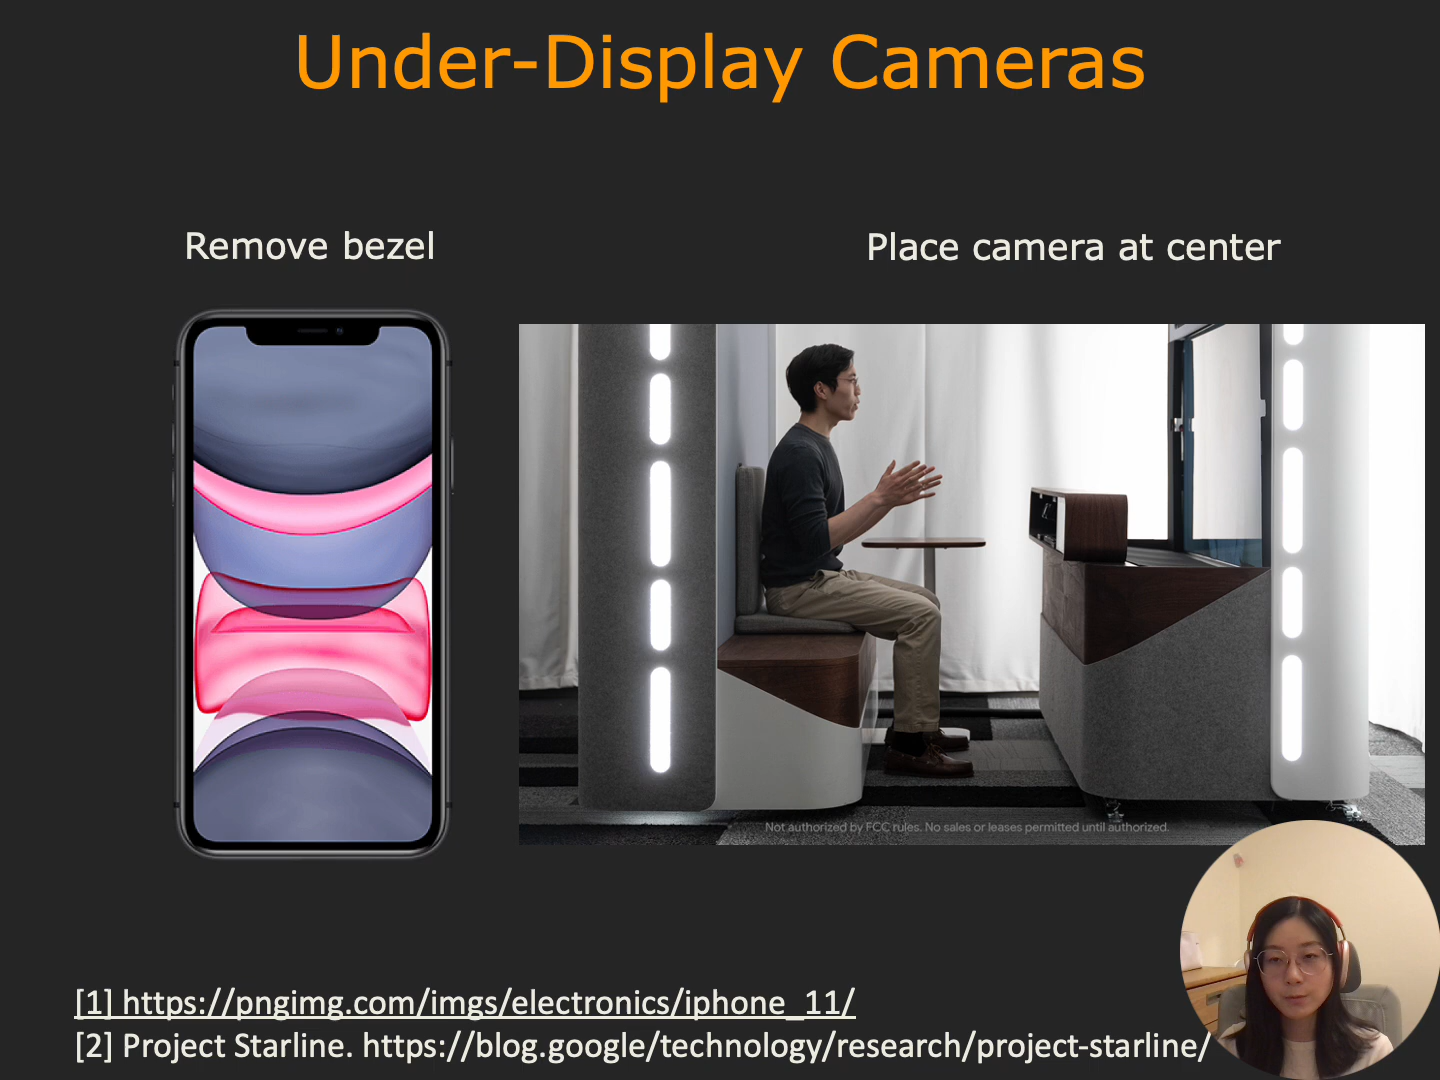 Under-Display Cameras
Remove bezel
Place camera at center
Not authorized by FCC rules. No sales or leases permitted until authorized.
[1] https://pngimg.com/imgs/electronics/iphone_11/
[2] Project Starline. https://blog.google/technology/research/project-starline/